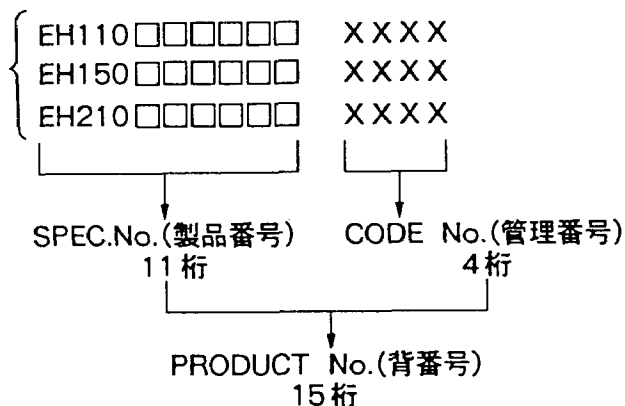 EH110□□□□□□ XXXX
EH150□□□□□□ XXXX
EH210□□□□□□ XXXX
SPEC.No.(製品番号) CODE No.(管理番号)
11桁 4桁
PRODUCT No.(背番号)
15桁